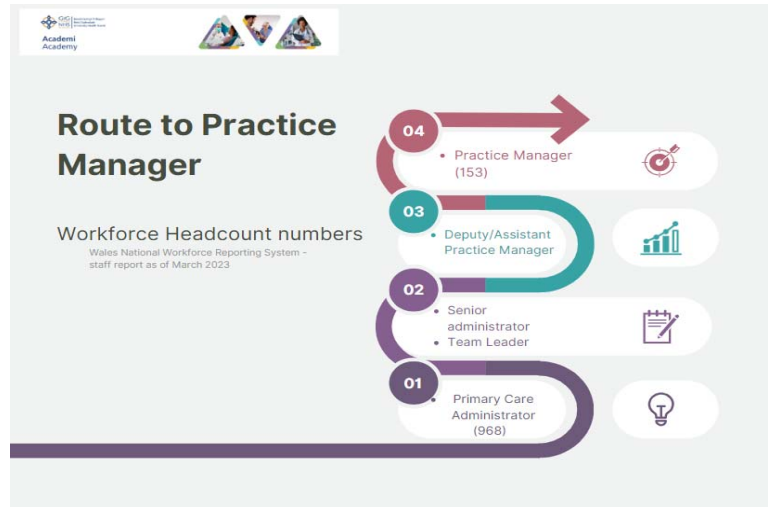 GIG
NHS
Academi
Academy
Route to Practice
Manager
Workforce Headcount numbers
Wales National Workforce Reporting System -
staff report as of March 2023
04
• Practice Manager
(153)
03
• Deputy/Assistant
Practice Manager
02
• Senior
administrator
• Team Leader
01
• Primary Care
Administrator
(968)